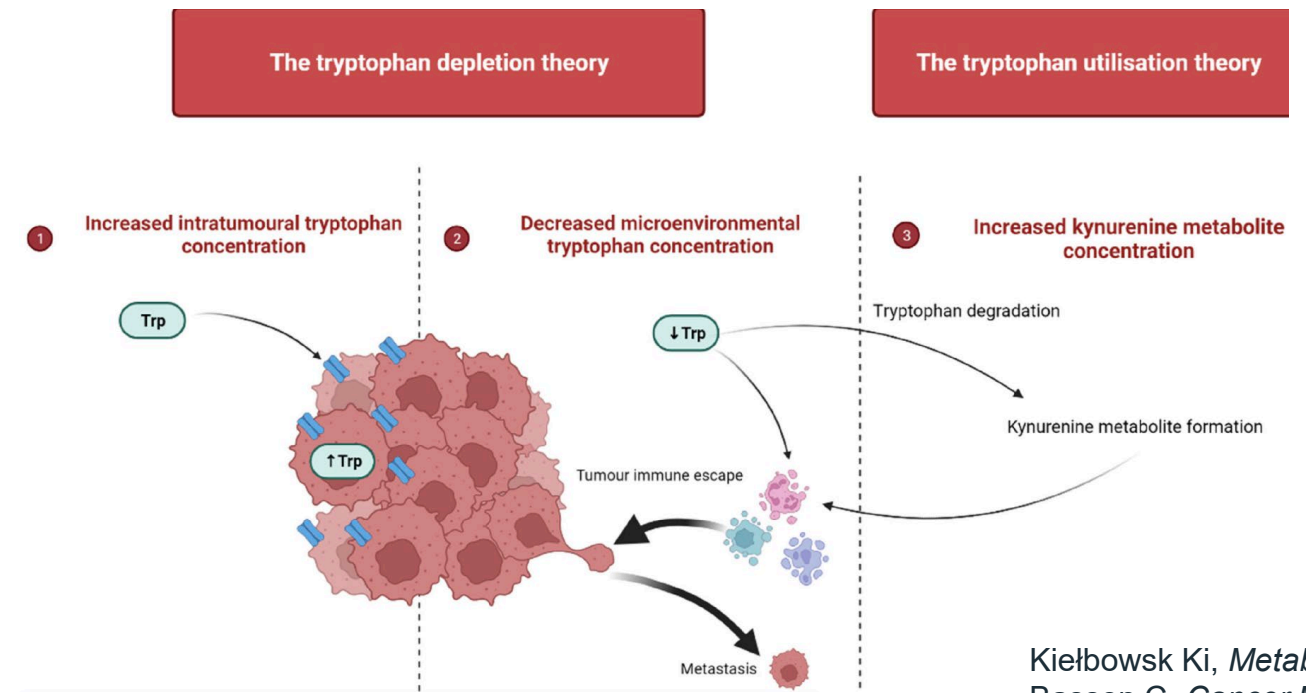 The tryptophan depletion theory
The tryptophan utilisation theory
1
Increased intratumoural tryptophan
concentration
2
Decreased microenvironmental
tryptophan concentration
3
Increased kynurenine metabolite
concentration
Trp
↓Trp
Tryptophan degradation
Kynurenine metabolite formation
↑Trp
Tumour immune escape
Metastasis
Kiełbowsk Ki,